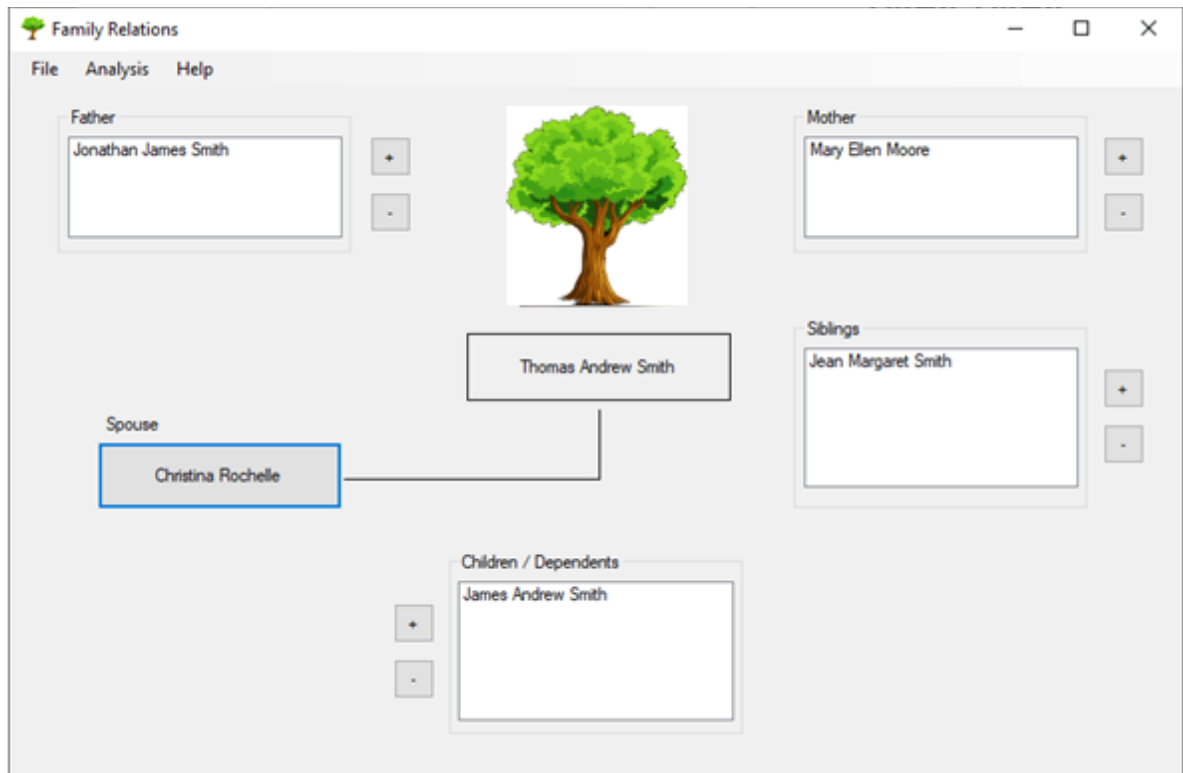 Family Relations
File Analysis Help
Father
Jonathan James Smith
+
-
Mother
Mary Ellen Moore
+
-
Thomas Andrew Smith
Siblings
Jean Margaret Smith
+
-
Spouse
Christina Rochelle
Children / Dependents
James Andrew Smith
+
-